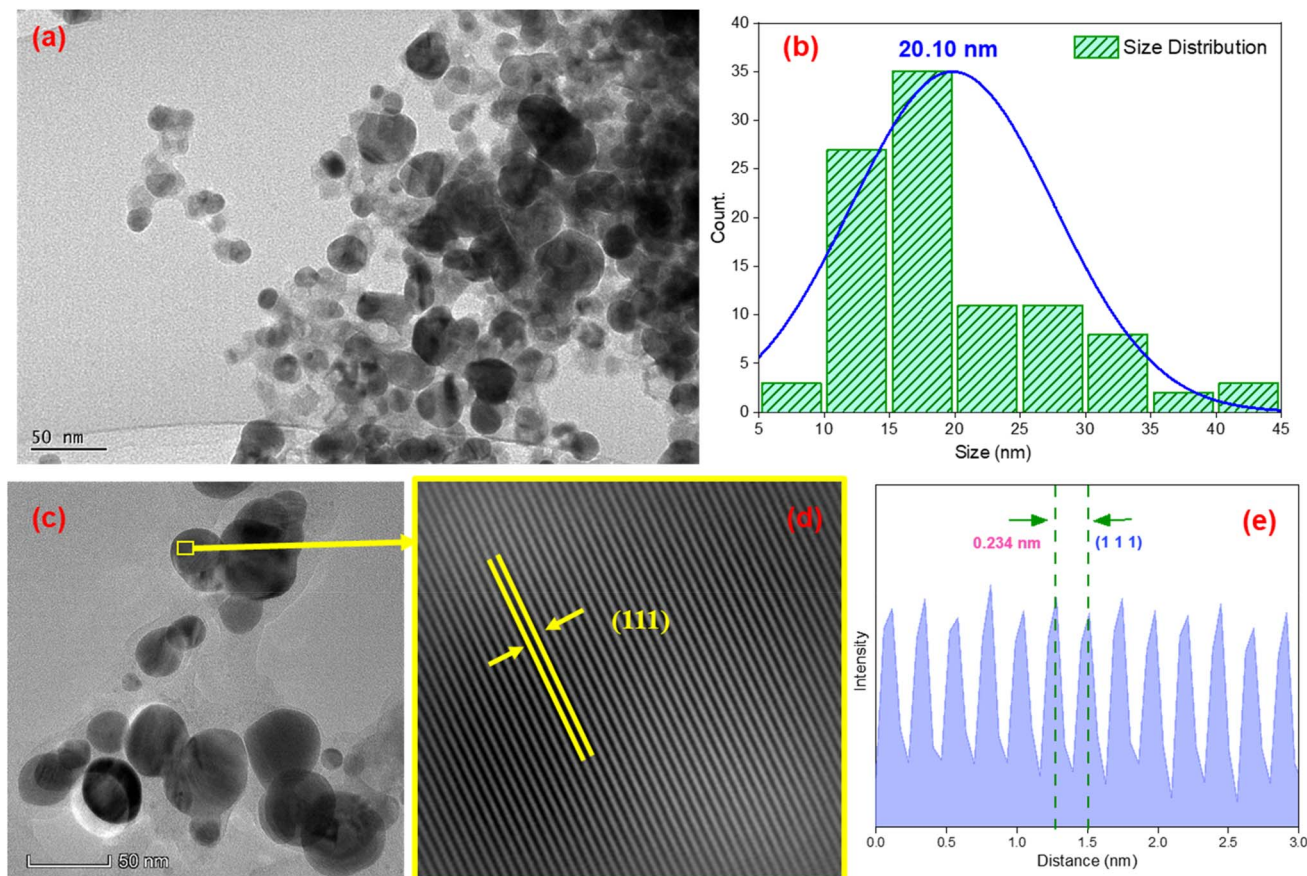 (a)
50 nm
(b)
20.10 nm
Size Distribution
Count.
40
35
30
25
20
15
10
5
0
5 10 15 20 25 30 35 40 45
Size (nm)
(c)
50 nm
(d)
(111)
(e)
0.234 nm
(1 1 1)
Intensity
0.0 0.5 1.0 1.5 2.0 2.5 3.0
Distance (nm)